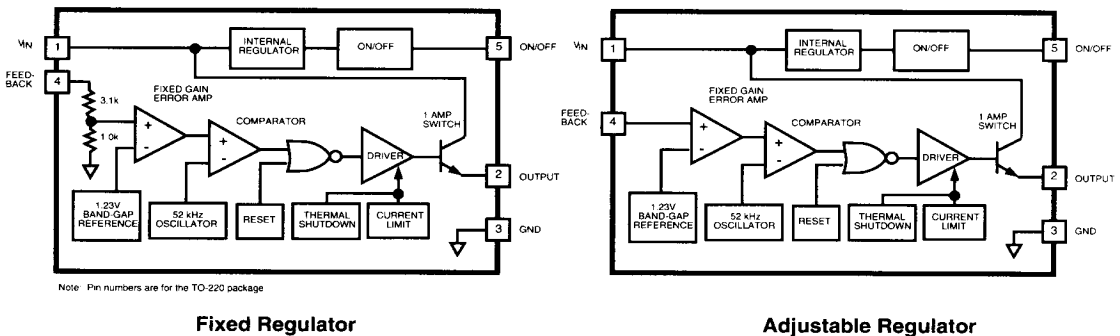 VIN
1
INTERNAL
REGULATOR
ON/OFF
5
ON/OFF
FEED-
BACK
4
3.1k
1.0k
FIXED GAIN
ERROR AMP
+
-
COMPARATOR
+
-
DRIVER
1 AMP
SWITCH
2
OUTPUT
1.23V
BAND-GAP
REFERENCE
52 kHz
OSCILLATOR
RESET
THERMAL
SHUTDOWN
CURRENT
LIMIT
3
GND
Note: Pin numbers are for the TO-220 package
Fixed Regulator
VIN
1
INTERNAL
REGULATOR
ON/OFF
5
ON/OFF
FEED-
BACK
4
FIXED GAIN
ERROR AMP
+
-
COMPARATOR
+
-
DRIVER
1 AMP
SWITCH
2
OUTPUT
1.23V
BAND-GAP
REFERENCE
52 kHz
OSCILLATOR
RESET
THERMAL
SHUTDOWN
CURRENT
LIMIT
3
GND
Adjustable Regulator